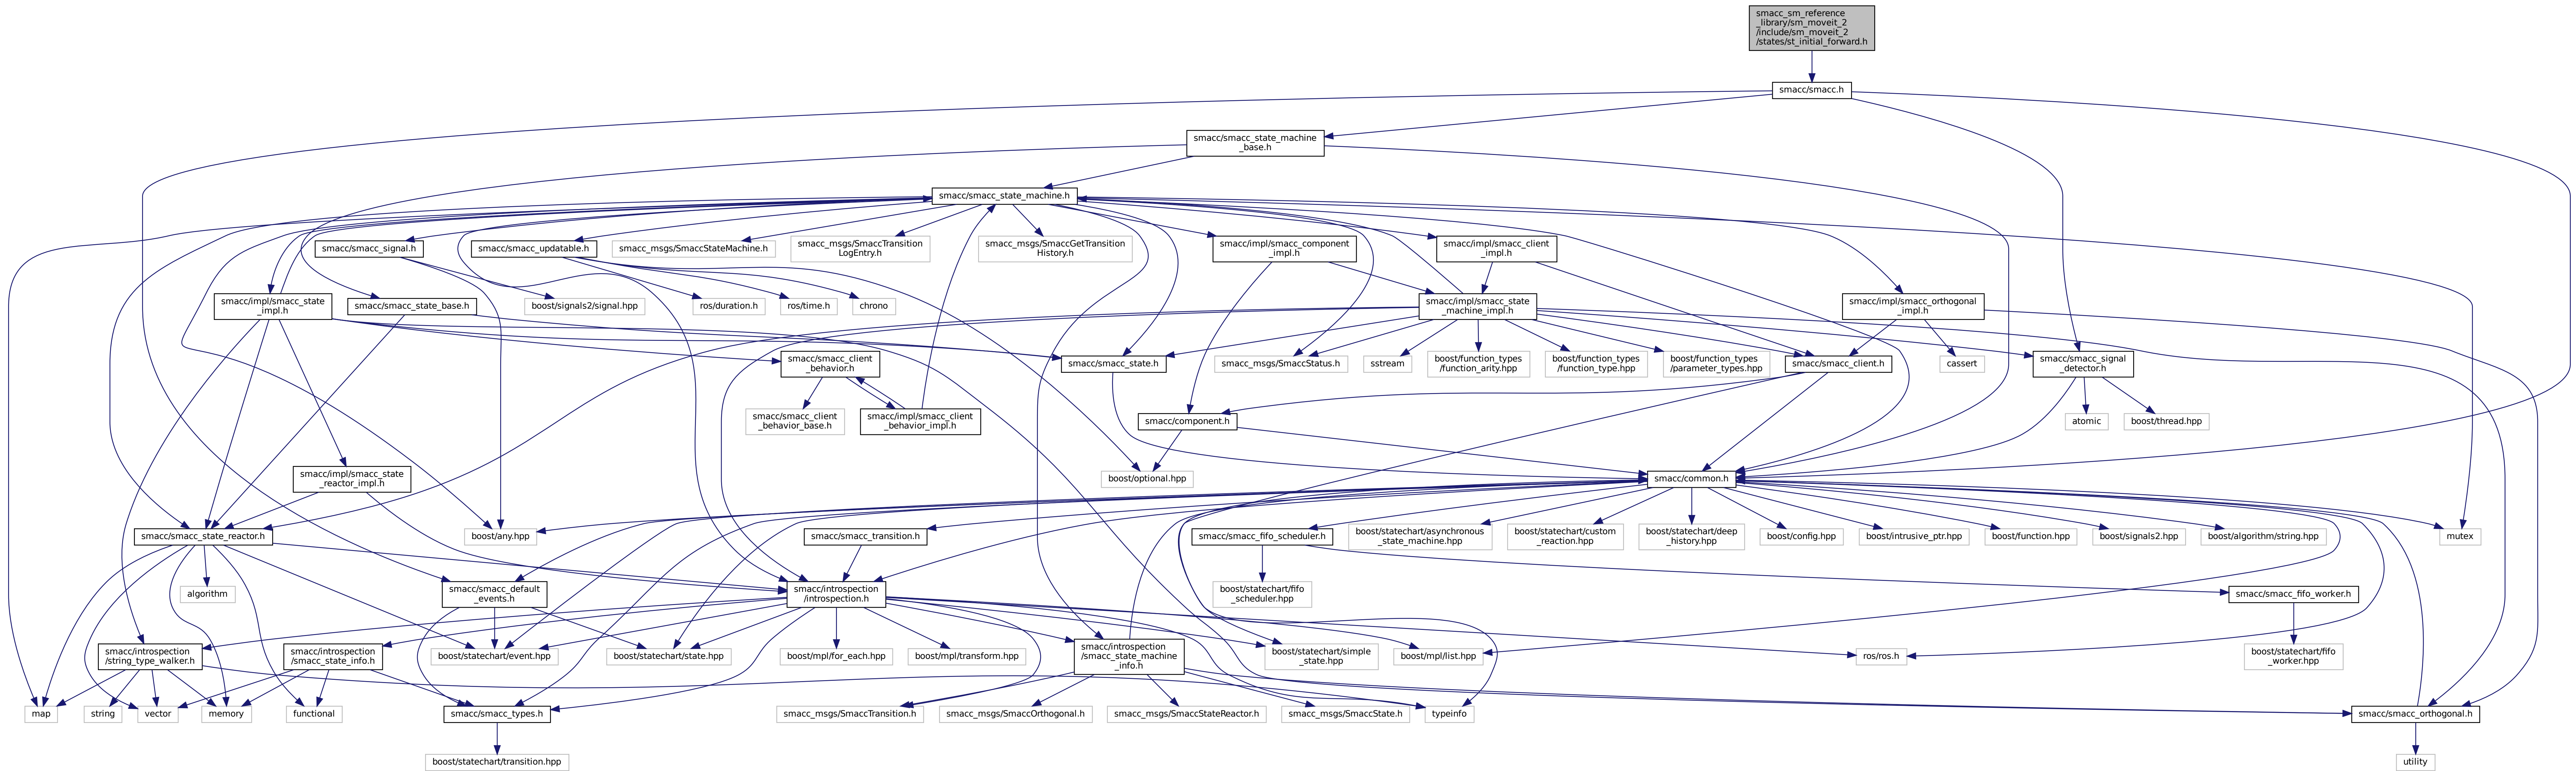 smacc_sm_reference
_library/sm_moveit_2
/include/sm_moveit_2
/states/st_initial_forward.h
smacc/smacc.h
smacc/smacc_state_machine
_base.h
smacc/smacc_state_machine.h
smacc/smacc_signal.h
smacc/smacc_updatable.h
smacc_msgs/SmaccStateMachine.h
smacc_msgs/SmaccTransition
LogEntry.h
smacc_msgs/SmaccGetTransition
History.h
smacc/impl/smacc_component
_impl.h
smacc/impl/smacc_client
_impl.h
smacc/impl/smacc_state
_impl.h
smacc/smacc_state_base.h
boost/signals2/signal.hpp
ros/duration.h
ros/time.h
chrono
smacc/impl/smacc_state
_machine_impl.h
smacc/impl/smacc_orthogonal
_impl.h
smacc/smacc_client
_behavior.h
smacc/smacc_state.h
smacc_msgs/SmaccStatus.h
sstream
boost/function_types
/function_arity.hpp
boost/function_types
/function_type.hpp
boost/function_types
/parameter_types.hpp
smacc/smacc_client.h
cassert
smacc/smacc_signal
_detector.h
smacc/smacc_client
_behavior_base.h
smacc/impl/smacc_client
_behavior_impl.h
smacc/component.h
atomic
boost/thread.hpp
smacc/impl/smacc_state
_reactor_impl.h
boost/optional.hpp
smacc/common.h
smacc/smacc_state_reactor.h
boost/any.hpp
smacc/smacc_transition.h
smacc/smacc_fifo_scheduler.h
boost/statechart/asynchronous
_state_machine.hpp
boost/statechart/custom
_reaction.hpp
boost/statechart/deep
_history.hpp
boost/config.hpp
boost/intrusive_ptr.hpp
boost/function.hpp
boost/signals2.hpp
boost/algorithm/string.hpp
mutex
algorithm
smacc/smacc_default
_events.h
smacc/introspection
/introspection.h
boost/statechart/fifo
_scheduler.hpp
smacc/smacc_fifo_worker.h
smacc/introspection
/string_type_walker.h
smacc/introspection
/smacc_state_info.h
boost/statechart/event.hpp
boost/statechart/state.hpp
boost/mpl/for_each.hpp
boost/mpl/transform.hpp
smacc/introspection
/smacc_state_machine
_info.h
boost/statechart/simple
_state.hpp
boost/mpl/list.hpp
ros/ros.h
boost/statechart/fifo
_worker.hpp
map
string
vector
memory
functional
smacc/smacc_types.h
smacc_msgs/SmaccTransition.h
smacc_msgs/SmaccOrthogonal.h
smacc_msgs/SmaccStateReactor.h
smacc_msgs/SmaccState.h
typeinfo
smacc/smacc_orthogonal.h
boost/statechart/transition.hpp
utility